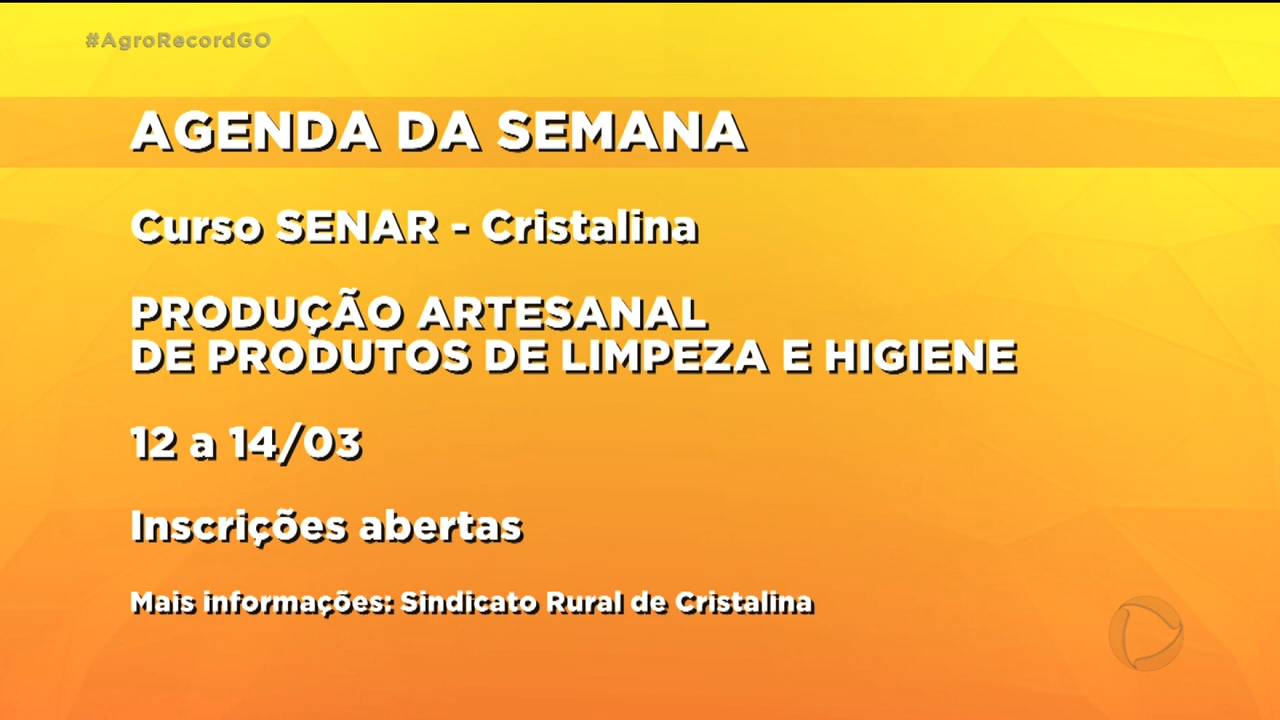 #AgroRecordGO
AGENDA DA SEMANA
Curso SENAR - Cristalina
PRODUÇÃO ARTESANAL
DE PRODUTOS DE LIMPEZA E HIGIENE
12 a 14/03
Inscrições abertas
Mais informações: Sindicato Rural de Cristalina